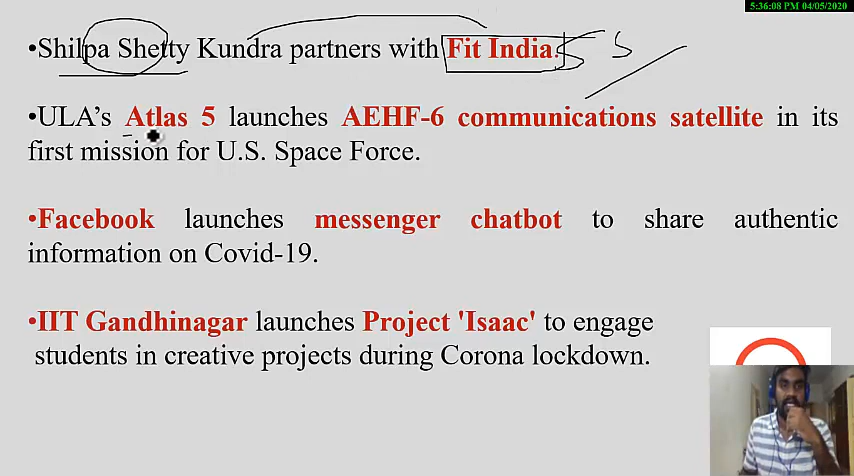 5:36:08 PM 04/05/2020
•Shilpa Shetty Kundra partners with Fit India.
•ULA’s Atlas 5 launches AEHF-6 communications satellite in its
first mission for U.S. Space Force.
•Facebook launches messenger chatbot to share authentic
information on Covid-19.
•IIT Gandhinagar launches Project 'Isaac' to engage
students in creative projects during Corona lockdown.